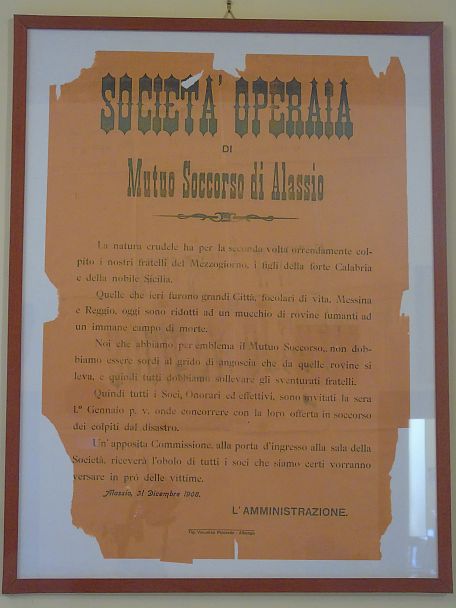 SOCIETA' OPERAIA
DI
Mutuo Soccorso di Alassio
La natura crudele ha per la seconda volta orrendamente col-
pito i nostri fratelli del Mezzogiorno, i figli della forte Calabria
e della nobile Sicilia.
Quelle che ieri furono grandi Città, focolari di vita, Messina
e Reggio, oggi sono ridotti ad un mucchio di rovine fumanti ad
un immane campo di morte.
Noi che abbiamo per emblema il Mutuo Soccorso, non dob-
biamo essere sordi al grido di angoscia che da quelle rovine si
leva, e quindi tutti dobbiamo sollevare gli sventurati fratelli.
Quindi tutti i Soci, Onorari ed effettivi, sono invitati la sera
1.º Gennaio p. v. onde concorrere con la loro offerta in soccorso
dei colpiti dal disastro.
Un' apposita Commissione, alla porta d'ingresso alla sala della
Società, riceverà l'obolo di tutti i soci che siamo certi vorranno
versare in prò delle vittime.
Alassio, 31 Dicembre 1908.
L'AMMINISTRAZIONE.
Tip. - Albenga